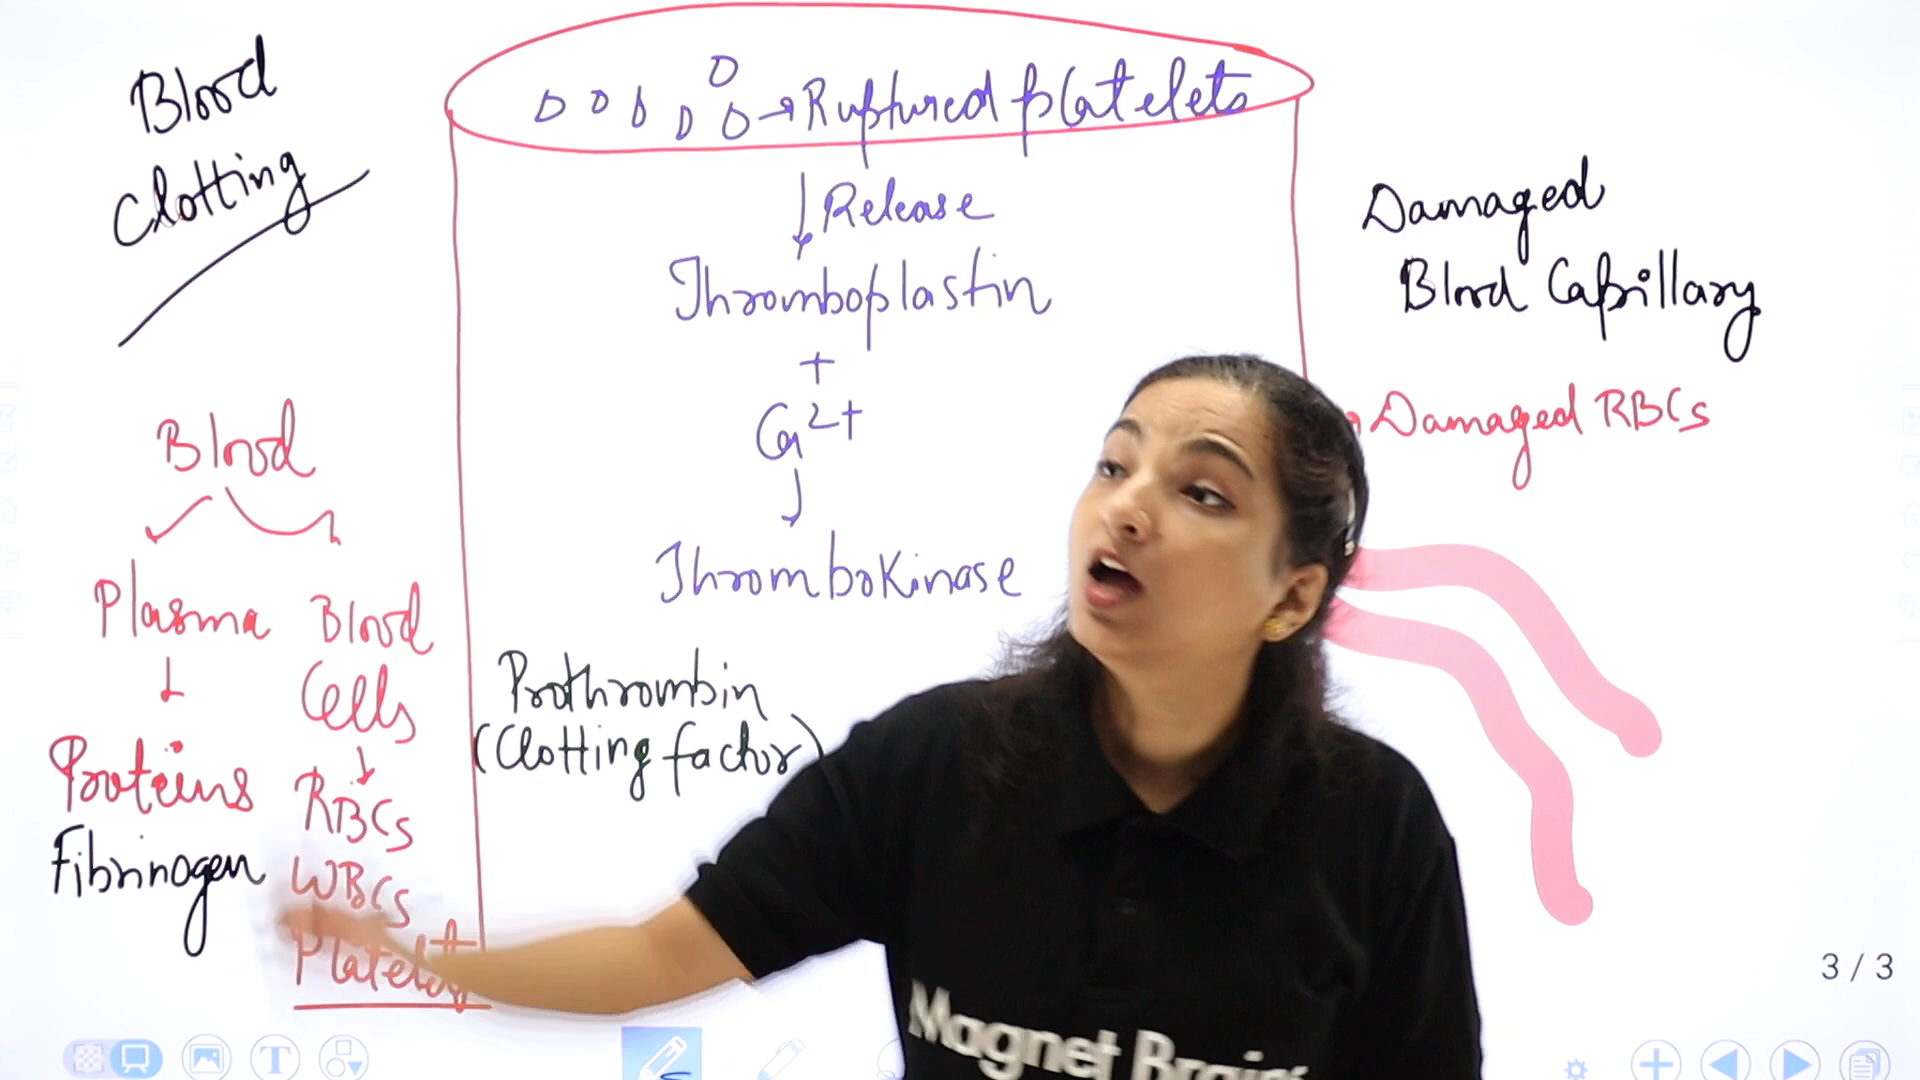 Blood
Clotting
Ruptured platelets
Release
Thromboplastin
+
Ca2+
Thrombokinase
Prothrombin
(Clotting factor)
Damaged
Blood Capillary
Damaged RBCs
Blood
Plasma
Proteins
Fibrinogen
Blood
Cells
RBCs
WBCs
Platelets
Magnet Brains
3/3
T